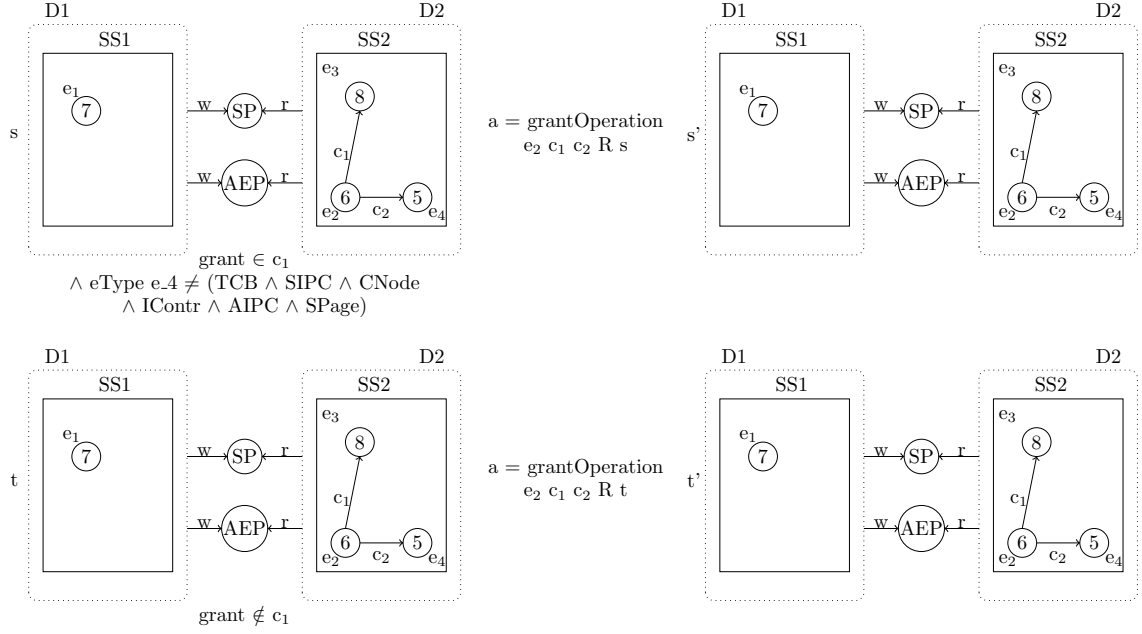 D1 D2 D1 D2
SS1 SS2 SS1 SS2
e3 e3
e1 8 e1 8
7 w SP r 7 w SP r
a = grantOperation
s e2 c1 c2 R s s'
c1 c1
w AEP r w AEP r
6 5 6 5
e2 c2 e4 e2 c2 e4
grant ∈ c1
∧ eType e_4 ≠ (TCB ∧ SIPC ∧ CNode
∧ IContr ∧ AIPC ∧ SPage)
D1 D2 D1 D2
SS1 SS2 SS1 SS2
e3 e3
e1 8 e1 8
7 w SP r 7 w SP r
a = grantOperation
t e2 c1 c2 R t t'
c1 c1
w AEP r w AEP r
6 5 6 5
e2 c2 e4 e2 c2 e4
grant ∉ c1